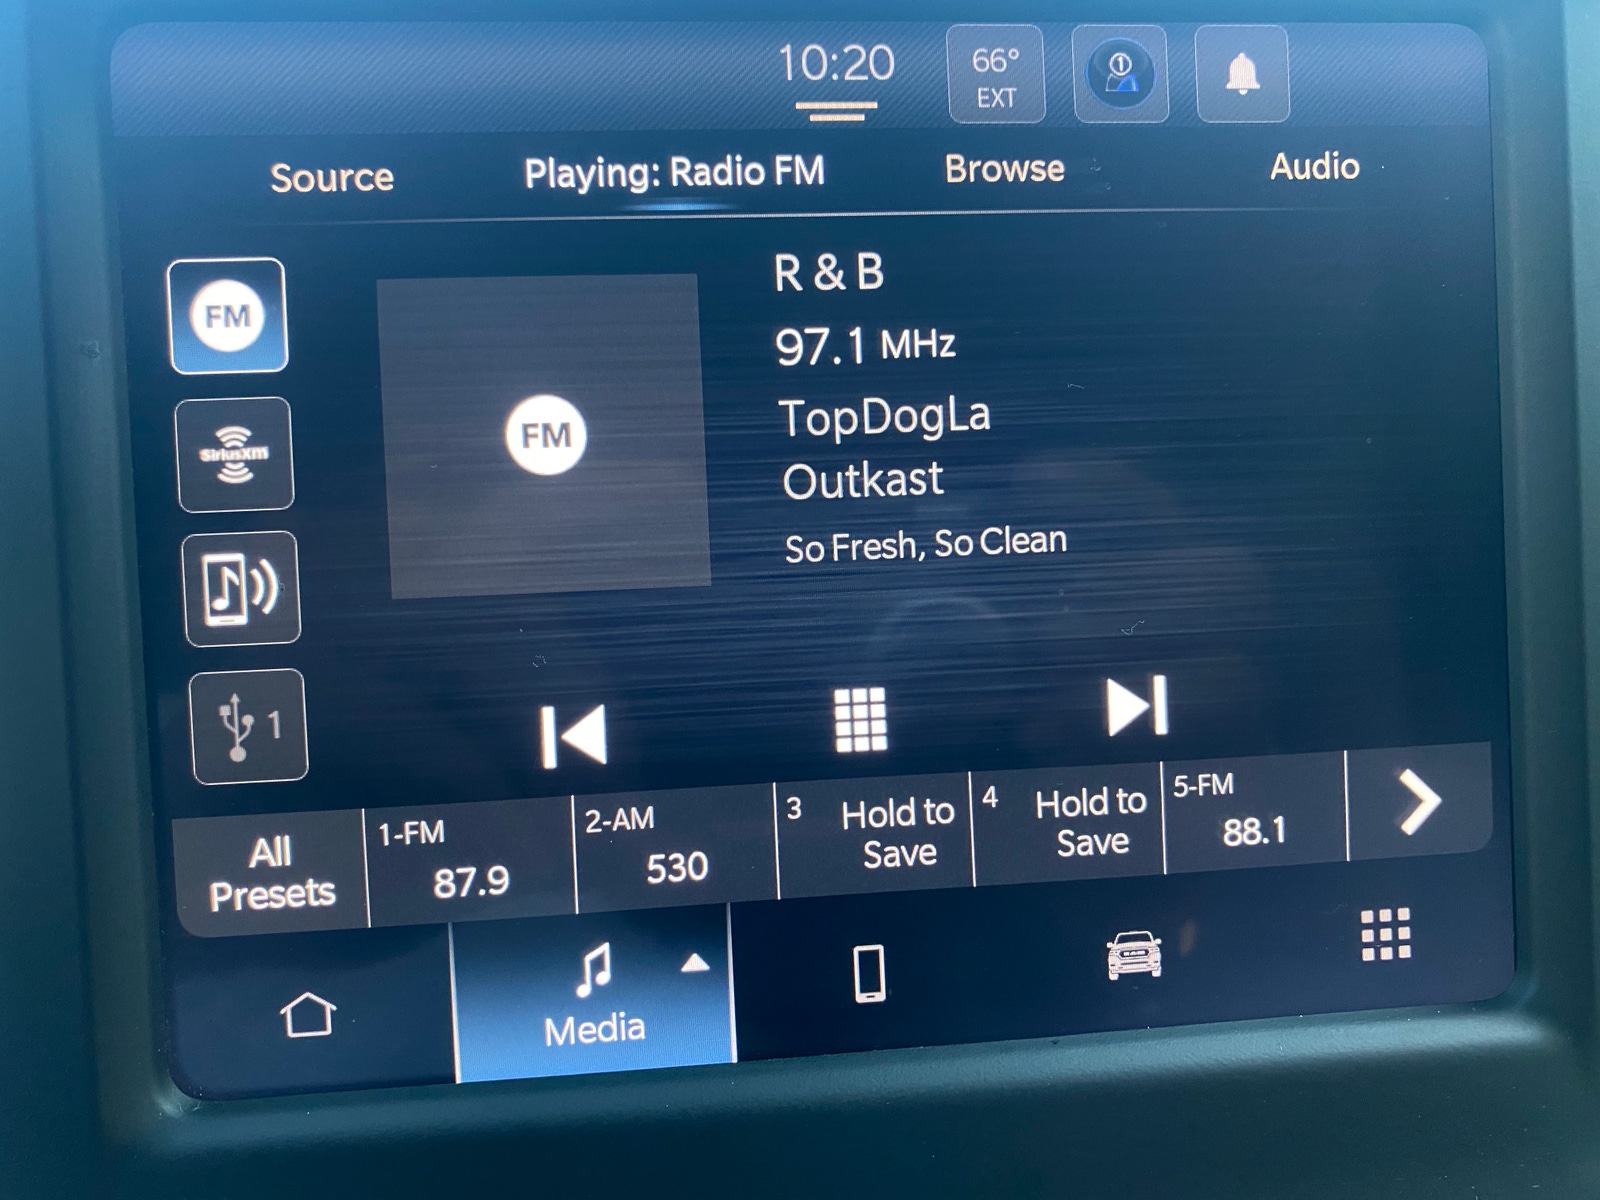 10:20
66°
EXT
1
Source
Playing: Radio FM
Browse
Audio
FM
SiriusXM
1
FM
R & B
97.1 MHz
TopDogLa
Outkast
So Fresh, So Clean
All
Presets
1-FM
87.9
2-AM
530
3
Hold to
Save
4
Hold to
Save
5-FM
88.1
Media